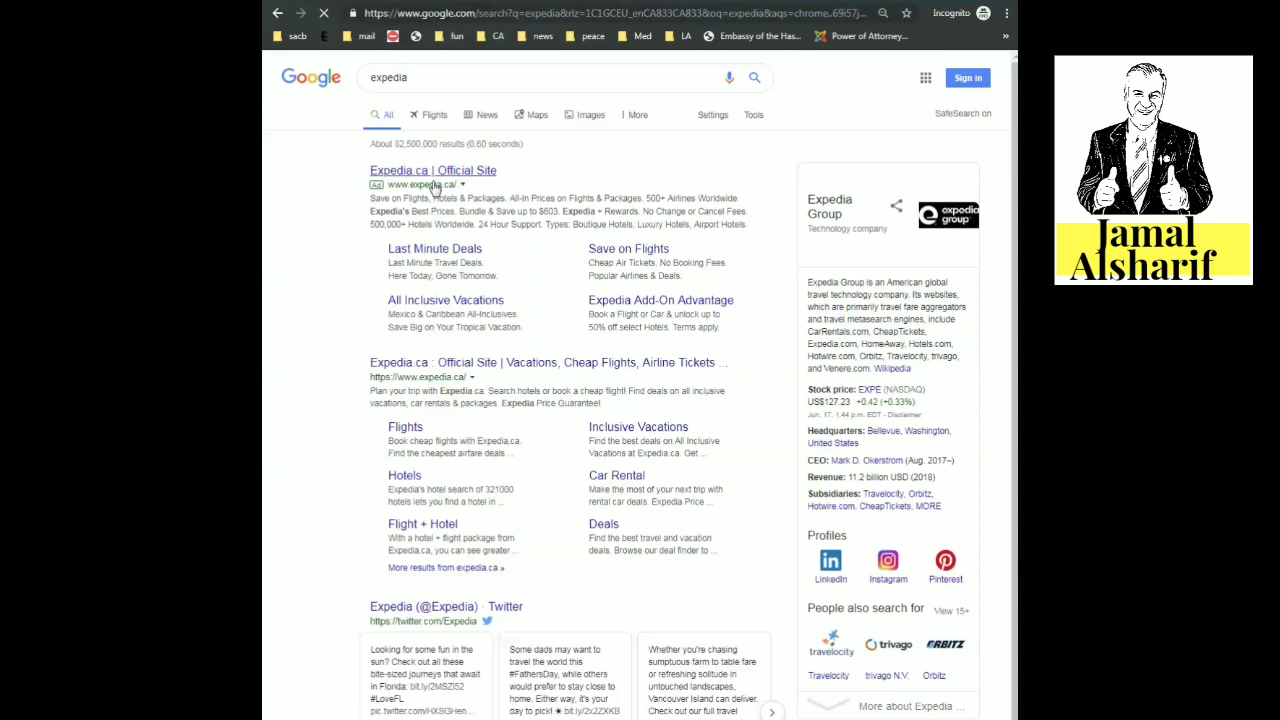 https://www.google.com/search?q=expedia&rlz=1C1GCEU_enCA833CA833&oq=expedia&aqs=chrome..69i57j...
Incognito
sacb
mail
fun
CA
news
peace
Med
LA
Embassy of the Has...
Power of Attorney...
»
Google
expedia
Sign in
All
Flights
News
Maps
Images
More
Settings
Tools
SafeSearch on
About 82,500,000 results (0.60 seconds)
Expedia.ca | Official Site
Ad www.expedia.ca/
Save on Flights, Hotels & Packages. All-In Prices on Flights & Packages. 500+ Airlines Worldwide.
Expedia's Best Prices. Bundle & Save up to $603. Expedia + Rewards. No Change or Cancel Fees.
500,000+ Hotels Worldwide. 24 Hour Support. Types: Boutique Hotels, Luxury Hotels, Airport Hotels.
Last Minute Deals
Last Minute Travel Deals.
Here Today, Gone Tomorrow.
Save on Flights
Cheap Air Tickets. No Booking Fees.
Popular Airlines & Deals.
All Inclusive Vacations
Mexico & Caribbean All-Inclusives.
Save Big on Your Tropical Vacation.
Expedia Add-On Advantage
Book a Flight or Car & unlock up to
50% off select Hotels. Terms apply.
Expedia.ca : Official Site | Vacations, Cheap Flights, Airline Tickets ...
https://www.expedia.ca/
Plan your trip with Expedia.ca. Search hotels or book a cheap flight! Find deals on all inclusive
vacations, car rentals & packages. Expedia Price Guarantee!
Flights
Book cheap flights with Expedia.ca.
Find the cheapest airfare deals ...
Inclusive Vacations
Find the best deals on All Inclusive
Vacations at Expedia.ca. Get ...
Hotels
Expedia's hotel search of 321000
hotels lets you find a hotel in ...
Car Rental
Make the most of your next trip with
rental car deals. Expedia Price ...
Flight + Hotel
With a hotel + flight package from
Expedia.ca, you can see greater ...
Deals
Find the best travel and vacation
deals. Browse our deal finder to ...
More results from expedia.ca »
Expedia (@Expedia) · Twitter
https://twitter.com/Expedia
Looking for some fun in the
sun? Check out all these
bite-sized journeys that await
in Florida: bit.ly/2MSZI52
#LoveFL
pic.twitter.com/HXSGHen...
Some dads may want to
travel the world this
#FathersDay, while others
would prefer to stay close to
home. Either way, it's your
day to pick! ☀ bit.ly/2x2ZXKB
Whether you're chasing
sumptuous farm to table fare
or refreshing solitude in
untouched landscapes,
Vancouver Island can deliver.
Check out our full travel
Expedia
Group
Technology company
expedia
group
Expedia Group is an American global
travel technology company. Its websites,
which are primarily travel fare aggregators
and travel metasearch engines, include
CarRentals.com, CheapTickets,
Expedia.com, HomeAway, Hotels.com,
Hotwire.com, Orbitz, Travelocity, trivago,
and Venere.com. Wikipedia
Stock price: EXPE (NASDAQ)
US$127.23 +0.42 (+0.33%)
Jun. 17, 1:44 p.m. EDT - Disclaimer
Headquarters: Bellevue, Washington,
United States
CEO: Mark D. Okerstrom (Aug. 2017–)
Revenue: 11.2 billion USD (2018)
Subsidiaries: Travelocity, Orbitz,
Hotwire.com, CheapTickets, MORE
Profiles
LinkedIn
Instagram
Pinterest
People also search for
View 15+
travelocity
trivago
ORBITZ
Travelocity
trivago N.V.
Orbitz
More about Expedia ...
Jamal
Alsharif